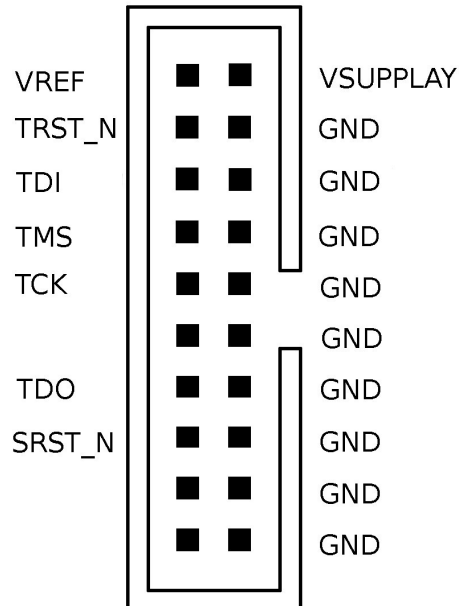 VREF VSUPPLAY
TRST_N GND
TDI GND
TMS GND
TCK GND
GND
TDO GND
SRST_N GND
GND
GND